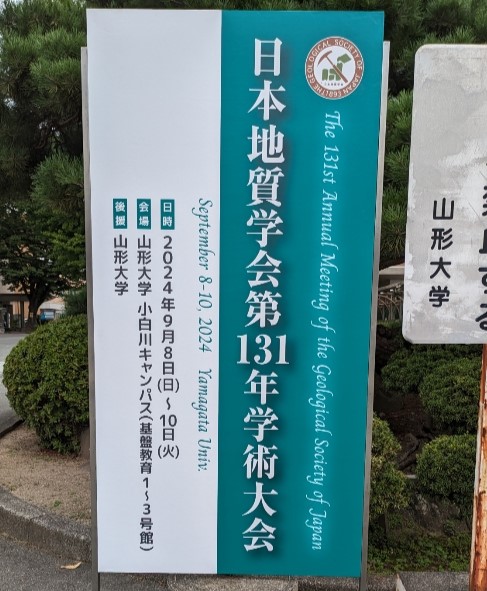 THE GEOLOGICAL SOCIETY OF JAPAN
日本地質学会第131年学術大会
The 131st Annual Meeting of the Geological Society of Japan
September 8-10, 2024 Yamagata Univ.
日時 2024年9月8日(日)～10日(火)
会場 山形大学 小白川キャンパス(基盤教育1～3号館)
後援 山形大学
山形大学